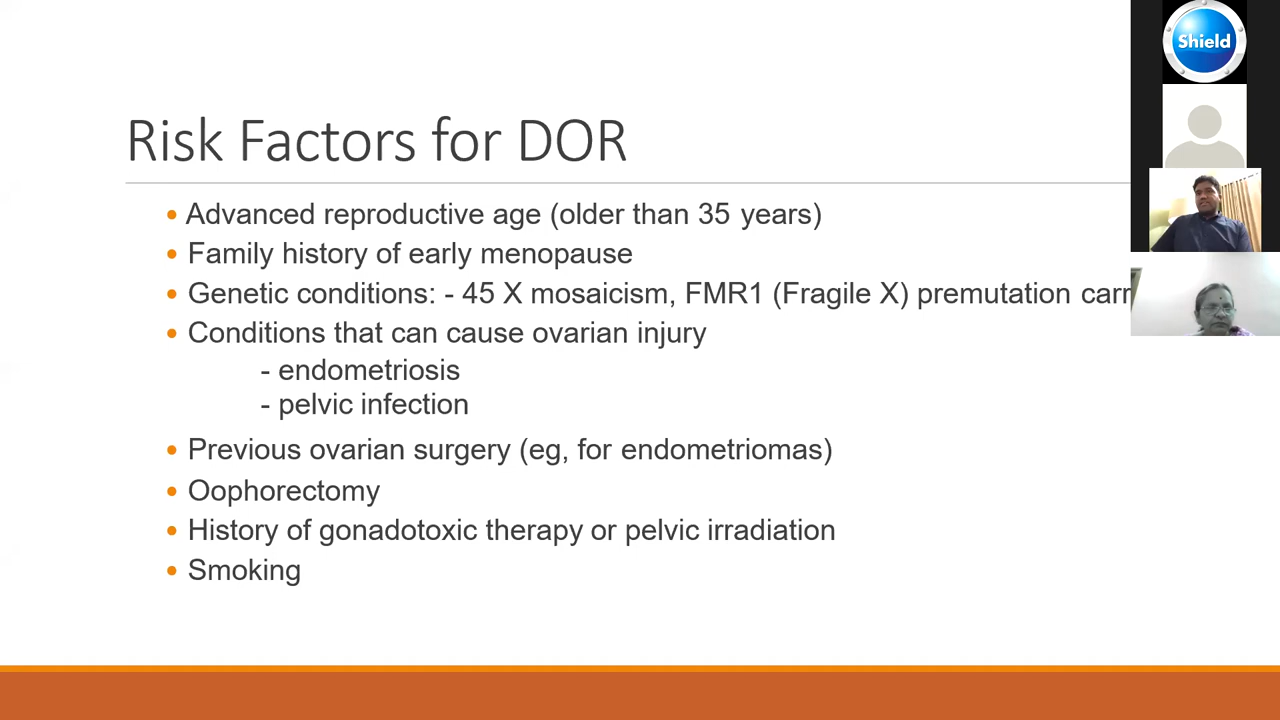 Shield
Risk Factors for DOR
• Advanced reproductive age (older than 35 years)
• Family history of early menopause
• Genetic conditions: - 45 X mosaicism, FMR1 (Fragile X) premutation carr
• Conditions that can cause ovarian injury
- endometriosis
- pelvic infection
• Previous ovarian surgery (eg, for endometriomas)
• Oophorectomy
• History of gonadotoxic therapy or pelvic irradiation
• Smoking